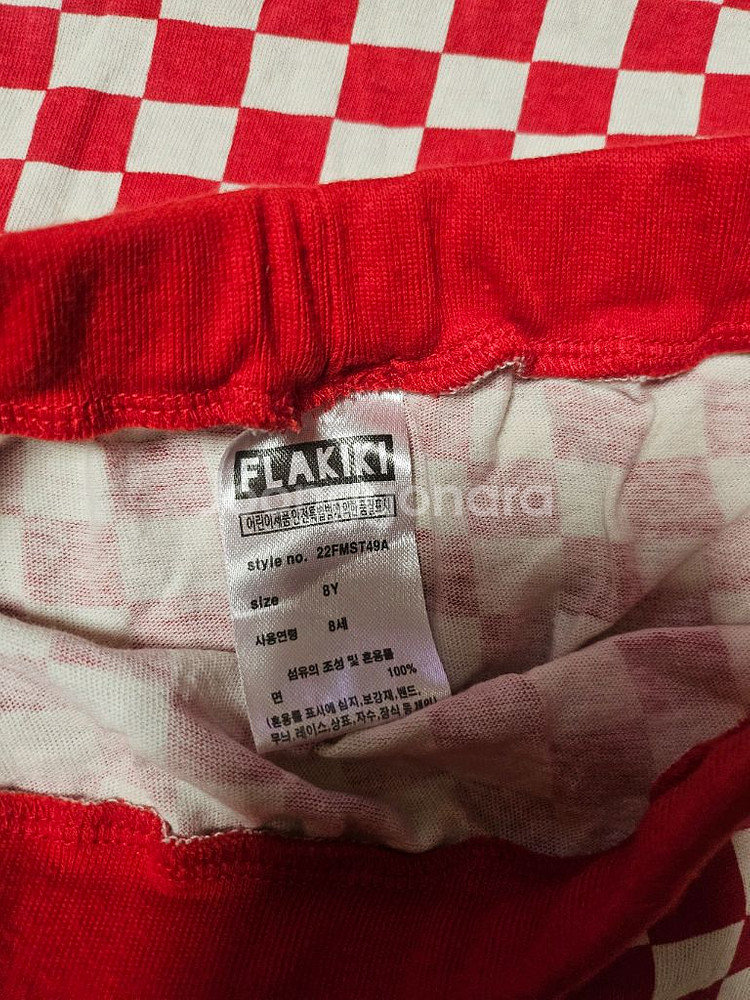 FLAKIKI
어린이제품안전특별법에의한품질표시
style no. 22FMST49A
size 8Y
사용연령 8세
섬유의 조성 및 혼용률
면 100%
(혼용률 표시에 심지,보강재,밴드,
무늬,레이스,상표,자수,장식 등 제외)